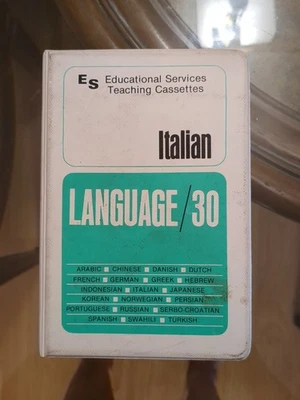 ES Educational Services
Teaching Cassettes
Italian
LANGUAGE/30
ARABIC ■ CHINESE ■ DANISH ■ DUTCH
FRENCH ■ GERMAN ■ GREEK ■ HEBREW
INDONESIAN ■ ITALIAN ■ JAPANESE
KOREAN ■ NORWEGIAN ■ PERSIAN
PORTUGUESE ■ RUSSIAN ■ SERBO-CROATIAN
SPANISH ■ SWAHILI ■ TURKISH